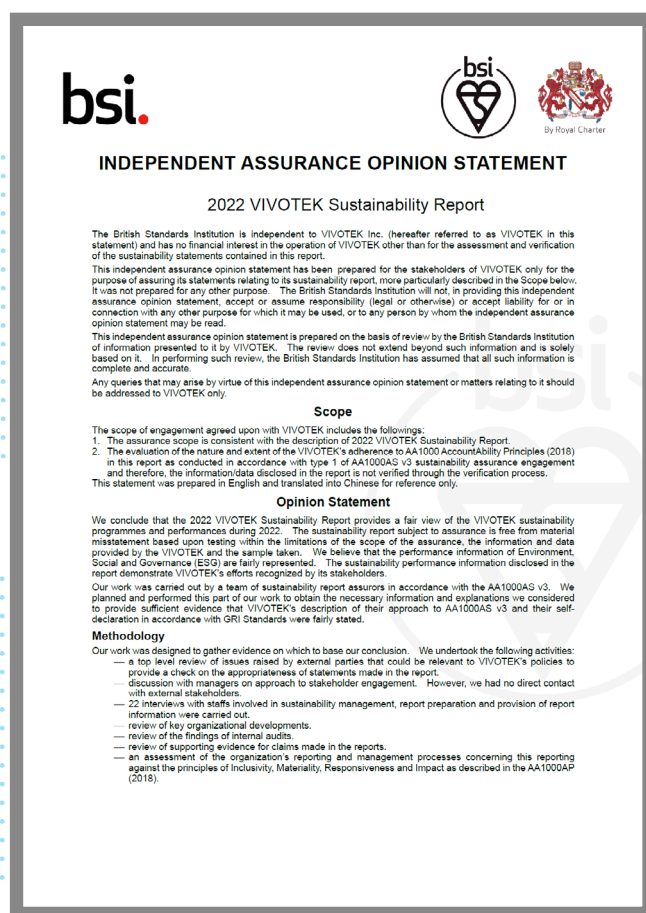 bsi.
bsi
By Royal Charter
INDEPENDENT ASSURANCE OPINION STATEMENT
2022 VIVOTEK Sustainability Report
The British Standards Institution is independent to VIVOTEK Inc. (hereafter referred to as VIVOTEK in this
statement) and has no financial interest in the operation of VIVOTEK other than for the assessment and verification
of the sustainability statements contained in this report.
This independent assurance opinion statement has been prepared for the stakeholders of VIVOTEK only for the
purpose of assuring its statements relating to its sustainability report, more particularly described in the Scope below.
It was not prepared for any other purpose. The British Standards Institution will not, in providing this independent
assurance opinion statement, accept or assume responsibility (legal or otherwise) or accept liability for or in
connection with any other purpose for which it may be used, or to any person by whom the independent assurance
opinion statement may be read.
This independent assurance opinion statement is prepared on the basis of review by the British Standards Institution
of information presented to it by VIVOTEK. The review does not extend beyond such information and is solely
based on it. In performing such review, the British Standards Institution has assumed that all such information is
complete and accurate.
Any queries that may arise by virtue of this independent assurance opinion statement or matters relating to it should
be addressed to VIVOTEK only.
Scope
The scope of engagement agreed upon with VIVOTEK includes the followings:
1. The assurance scope is consistent with the description of 2022 VIVOTEK Sustainability Report.
2. The evaluation of the nature and extent of the VIVOTEK's adherence to AA1000 AccountAbility Principles (2018)
in this report as conducted in accordance with type 1 of AA1000AS v3 sustainability assurance engagement
and therefore, the information/data disclosed in the report is not verified through the verification process.
This statement was prepared in English and translated into Chinese for reference only.
Opinion Statement
We conclude that the 2022 VIVOTEK Sustainability Report provides a fair view of the VIVOTEK sustainability
programmes and performances during 2022. The sustainability report subject to assurance is free from material
misstatement based upon testing within the limitations of the scope of the assurance, the information and data
provided by the VIVOTEK and the sample taken. We believe that the performance information of Environment,
Social and Governance (ESG) are fairly represented. The sustainability performance information disclosed in the
report demonstrate VIVOTEK's efforts recognized by its stakeholders.
Our work was carried out by a team of sustainability report assurors in accordance with the AA1000AS v3. We
planned and performed this part of our work to obtain the necessary information and explanations we considered
to provide sufficient evidence that VIVOTEK's description of their approach to AA1000AS v3 and their self-
declaration in accordance with GRI Standards were fairly stated.
Methodology
Our work was designed to gather evidence on which to base our conclusion. We undertook the following activities:
— a top level review of issues raised by external parties that could be relevant to VIVOTEK's policies to
provide a check on the appropriateness of statements made in the report.
— discussion with managers on approach to stakeholder engagement. However, we had no direct contact
with external stakeholders.
— 22 interviews with staffs involved in sustainability management, report preparation and provision of report
information were carried out.
— review of key organizational developments.
— review of the findings of internal audits.
— review of supporting evidence for claims made in the reports.
— an assessment of the organization's reporting and management processes concerning this reporting
against the principles of Inclusivity, Materiality, Responsiveness and Impact as described in the AA1000AP
(2018).